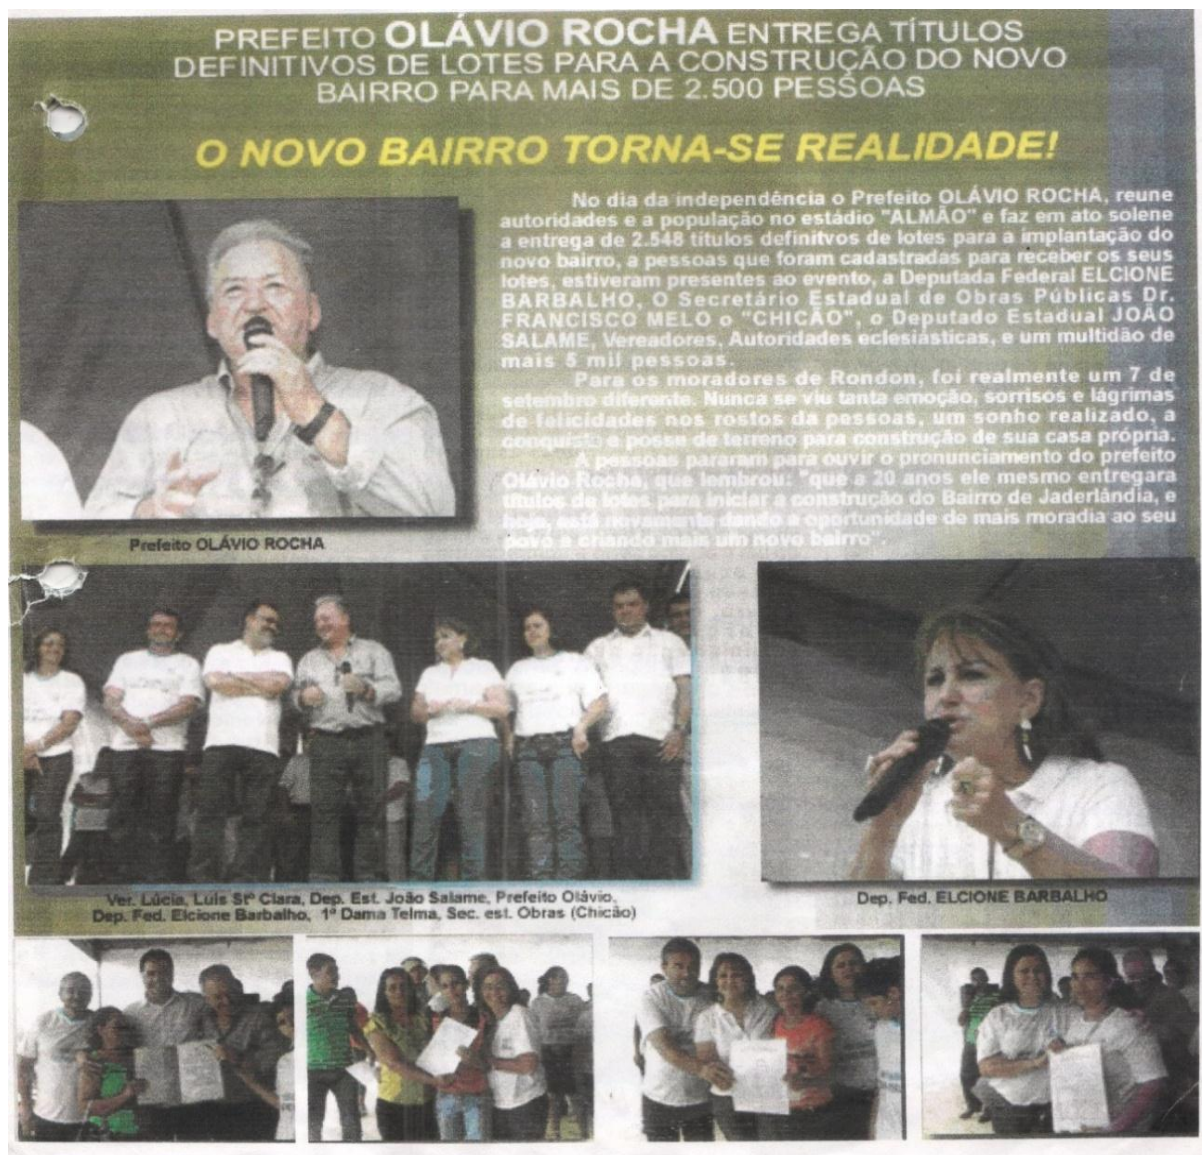 PREFEITO OLÁVIO ROCHA ENTREGA TÍTULOS
DEFINITIVOS DE LOTES PARA A CONSTRUÇÃO DO NOVO
BAIRRO PARA MAIS DE 2.500 PESSOAS
O NOVO BAIRRO TORNA-SE REALIDADE!
No dia da independência o Prefeito OLÁVIO ROCHA, reune
autoridades e a população no estádio "ALMÃO" e faz em ato solene
a entrega de 2.548 títulos definitvos de lotes para a implantação do
novo bairro, a pessoas que foram cadastradas para receber os seus
lotes, estiveram presentes ao evento, a Deputada Federal ELCIONE
BARBALHO, O Secretário Estadual de Obras Públicas Dr.
FRANCISCO MELO o "CHICÃO", o Deputado Estadual JOÃO
SALAME, Vereadores, Autoridades eclesiásticas, e um multidão de
mais 5 mil pessoas.
Para os moradores de Rondon, foi realmente um 7 de
setembro diferente. Nunca se viu tanta emoção, sorrisos e lágrimas
de felicidades nos rostos da pessoas, um sonho realizado, a
conquista e posse de terreno para construção de sua casa própria.
A pessoas pararam para ouvir o pronunciamento do prefeito
Olávio Rocha, que lembrou: "que a 20 anos ele mesmo entregara
títulos de lotes para iniciar a construção do Bairro de Jaderlândia, e
hoje, está novamente dando a oportunidade de mais moradia ao seu
povo e criando mais um novo bairro".
Prefeito OLÁVIO ROCHA
Ver. Lúcia, Luis Stº Clara, Dep. Est. João Salame, Prefeito Olávio,
Dep. Fed. Elcione Barbalho, 1ª Dama Telma, Sec. est. Obras (Chicão)
Dep. Fed. ELCIONE BARBALHO